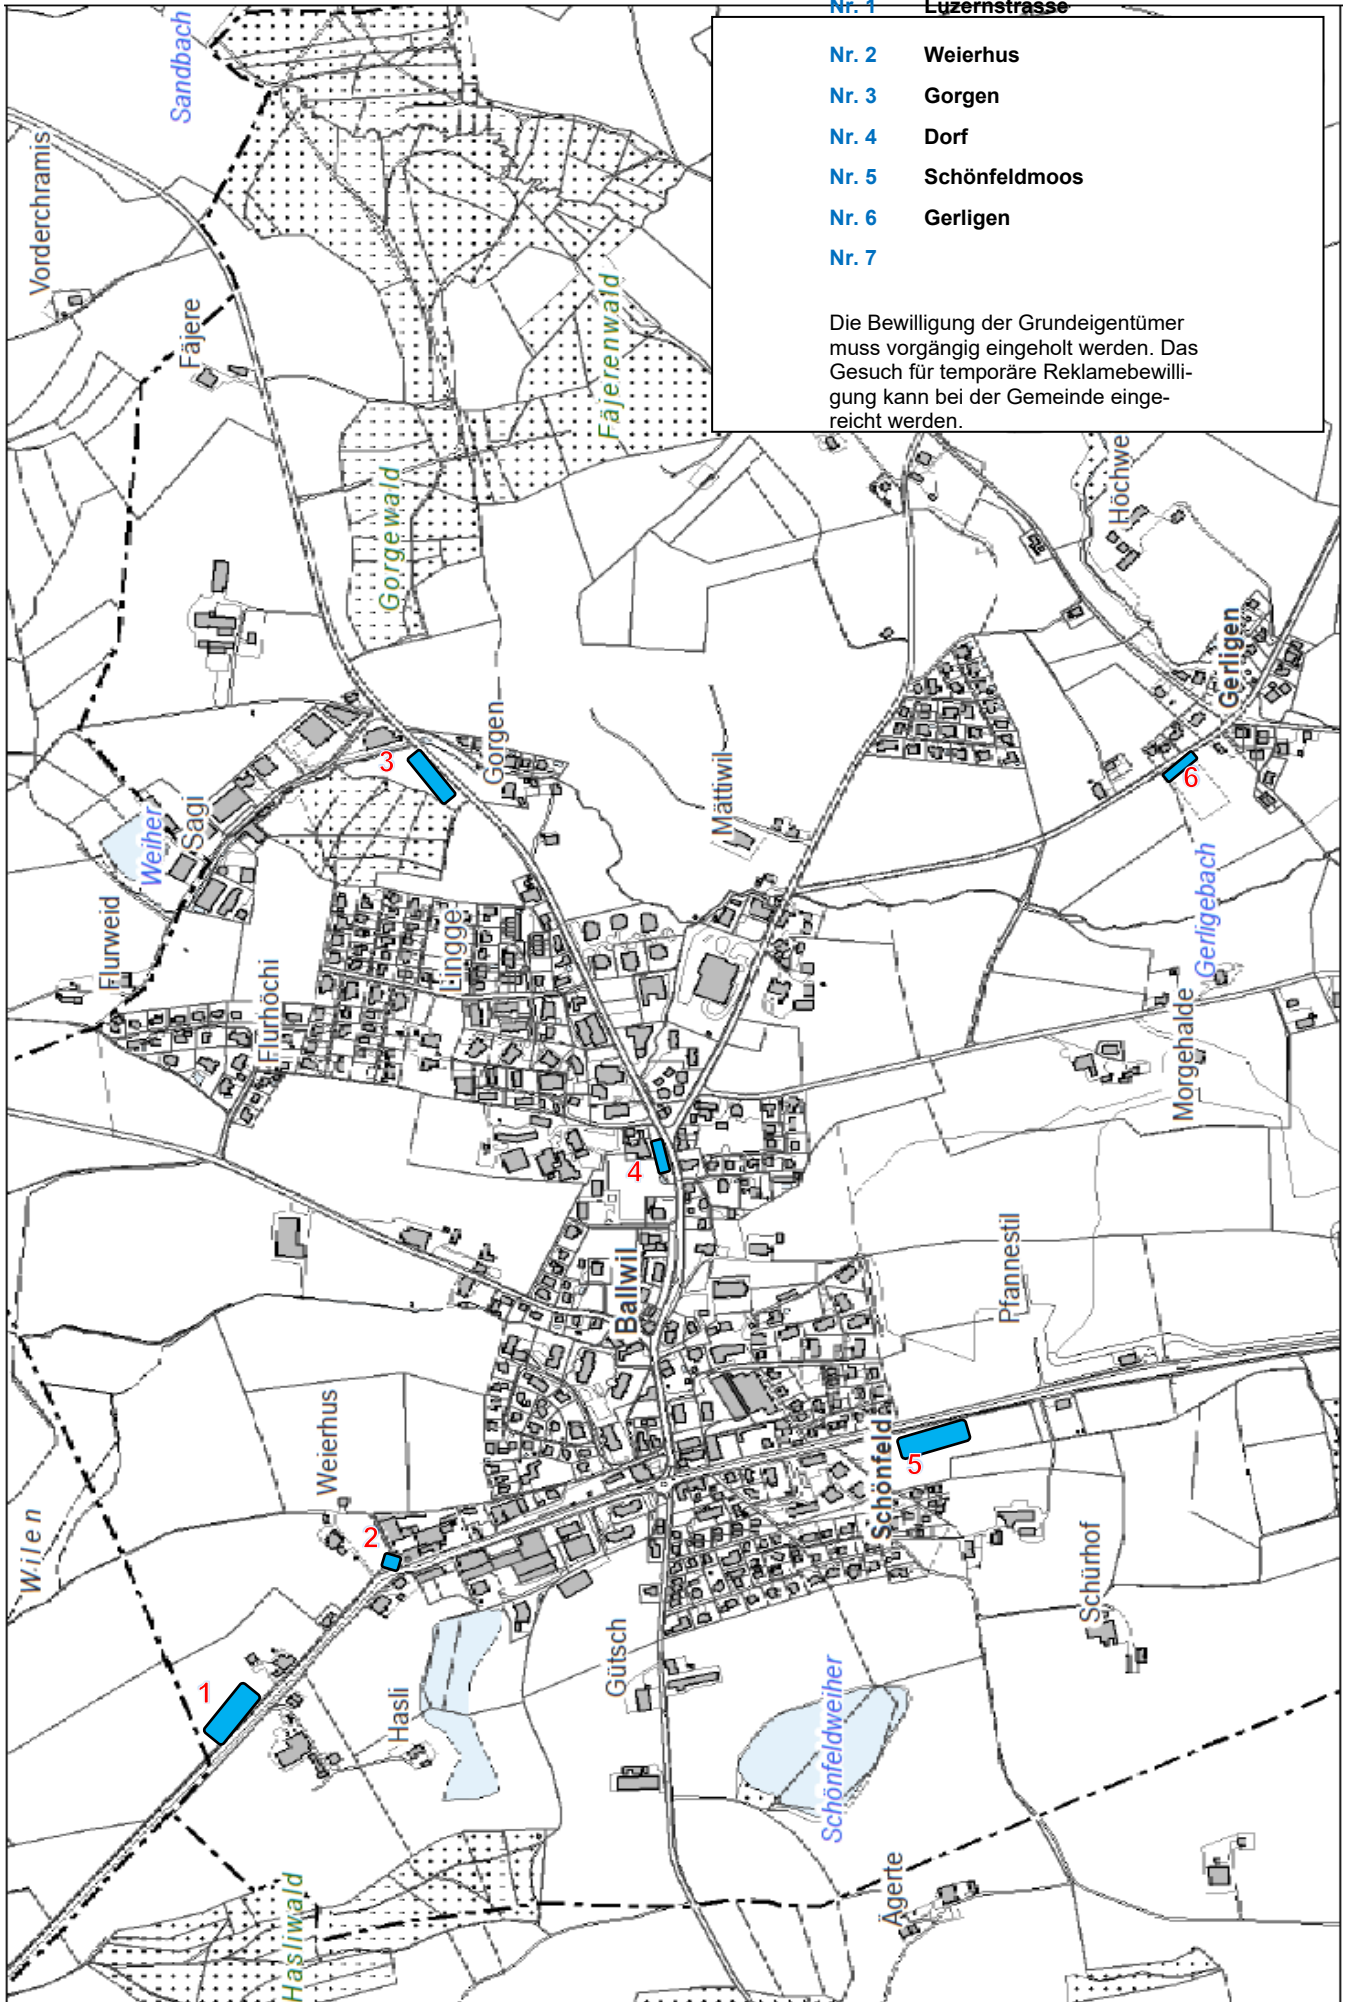 Nr. 1 Luzernstrasse
Nr. 2 Weierhus
Nr. 3 Gorgen
Nr. 4 Dorf
Nr. 5 Schönfeldmoos
Nr. 6 Gerligen
Nr. 7
Die Bewilligung der Grundeigentümer
muss vorgängig eingeholt werden. Das
Gesuch für temporäre Reklamebewilli-
gung kann bei der Gemeinde einge-
reicht werden.
Sandbach
Vorderchramis
Fäjere
Fäjerenwald
Gorgewald
Höchwe
Gerligen
Gorgen
3
Mättiwil
6
Weiher
Sagi
Flurweid
Lingge
Flurhöchi
Gerligebach
Morgehalde
4
Ballwil
Pfannestil
Weierhus
Schönfeld
5
Wilen
2
Schürhof
Gütsch
1
Hasli
Schönfeldweiher
Ägerte
Hasliwald